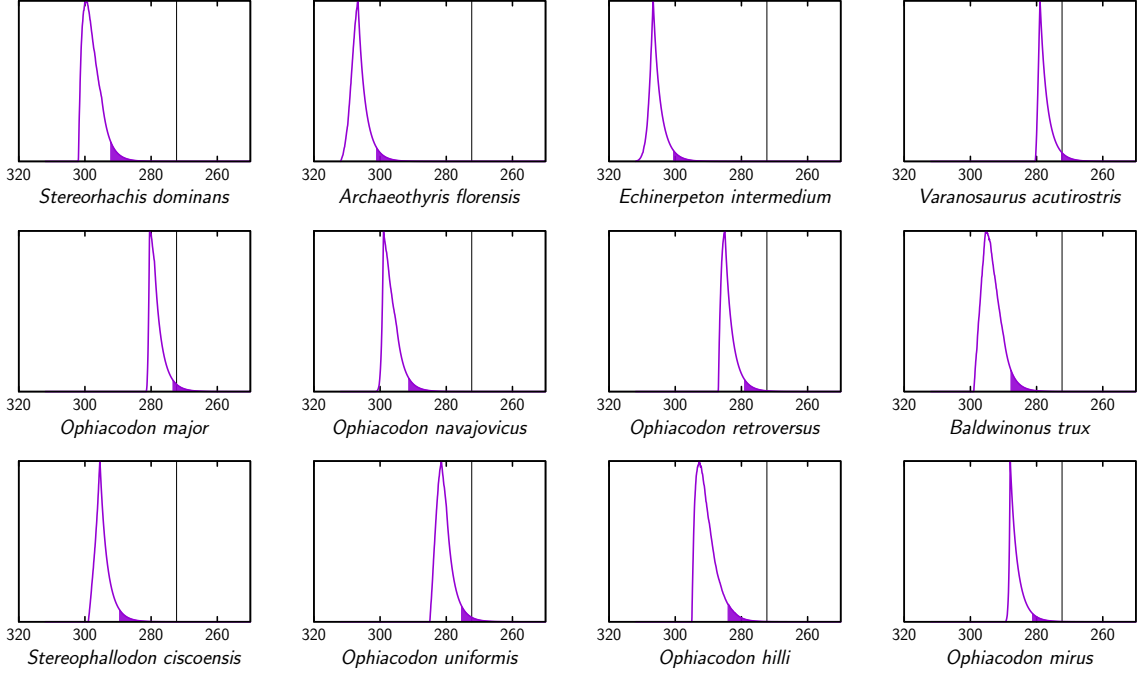 320 300 280 260 320 300 280 260 320 300 280 260 320 300 280 260
Stereorhachis dominans Archaeothyris florensis Echinerpeton intermedium Varanosaurus acutirostris
320 300 280 260 320 300 280 260 320 300 280 260 320 300 280 260
Ophiacodon major Ophiacodon navajovicus Ophiacodon retroversus Baldwinonus trux
320 300 280 260 320 300 280 260 320 300 280 260 320 300 280 260
Stereophallodon ciscoensis Ophiacodon uniformis Ophiacodon hilli Ophiacodon mirus